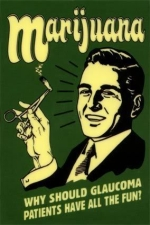 Marijuana
WHY SHOULD GLAUCOMA
PATIENTS HAVE ALL THE FUN?